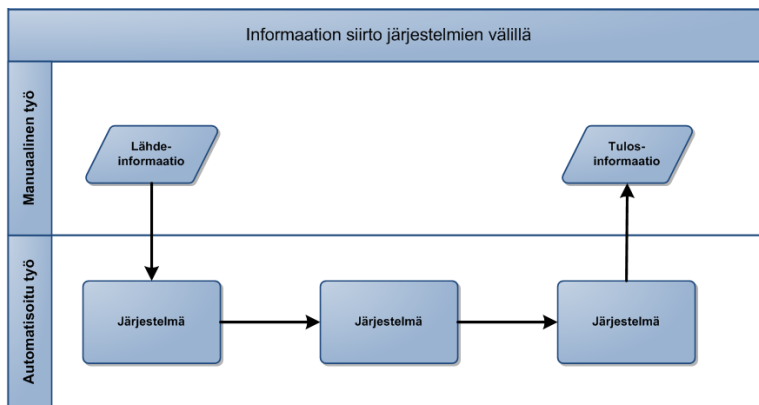 Informaation siirto järjestelmien välillä
Manuaalinen työ
Lähde-
informaatio
Tulos-
informaatio
Automatisoitu työ
Järjestelmä
Järjestelmä
Järjestelmä